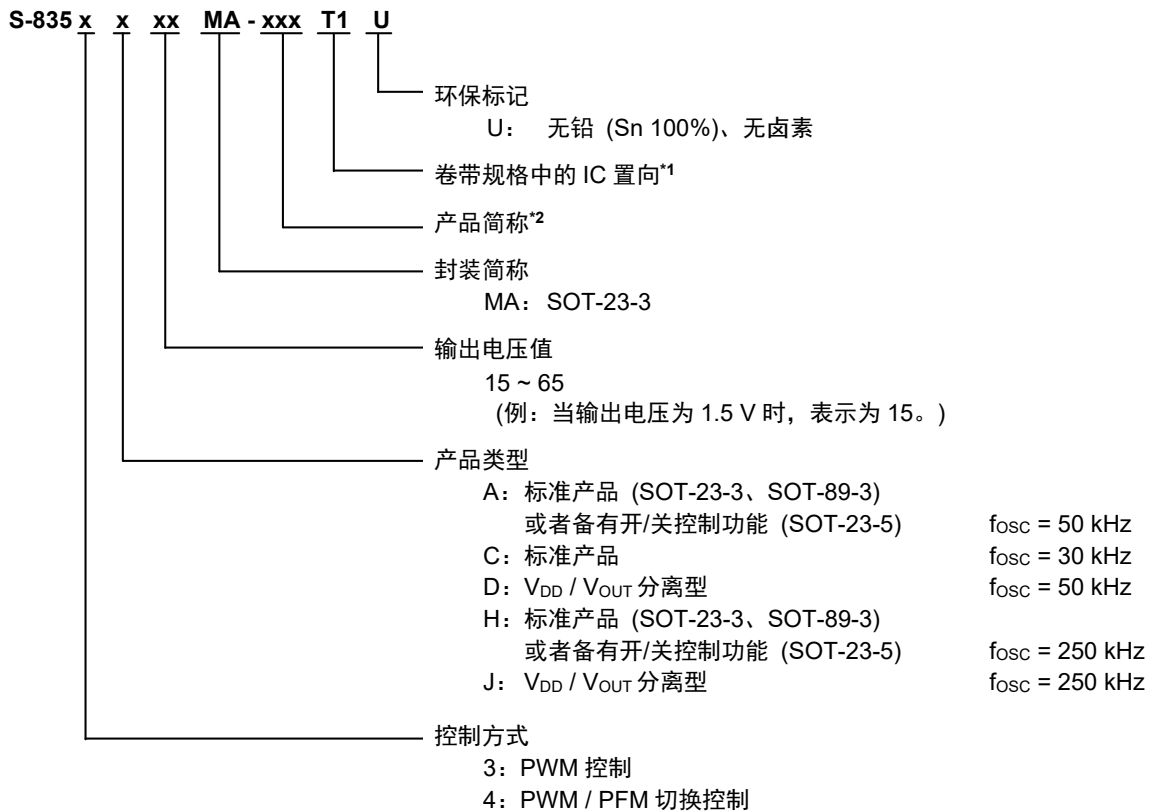 S-835 x x xx MA - xxx T1 U
环保标记
U: 无铅 (Sn 100%)、无卤素
卷带规格中的 IC 置向*1
产品简称*2
封装简称
MA: SOT-23-3
输出电压值
15 ~ 65
(例:当输出电压为 1.5 V 时,表示为 15。)
产品类型
A: 标准产品 (SOT-23-3、SOT-89-3)
或者备有开/关控制功能 (SOT-23-5) fOSC = 50 kHz
C: 标准产品 fOSC = 30 kHz
D: VDD / VOUT 分离型 fOSC = 50 kHz
H: 标准产品 (SOT-23-3、SOT-89-3)
或者备有开/关控制功能 (SOT-23-5) fOSC = 250 kHz
J: VDD / VOUT 分离型 fOSC = 250 kHz
控制方式
3: PWM 控制
4: PWM / PFM 切换控制